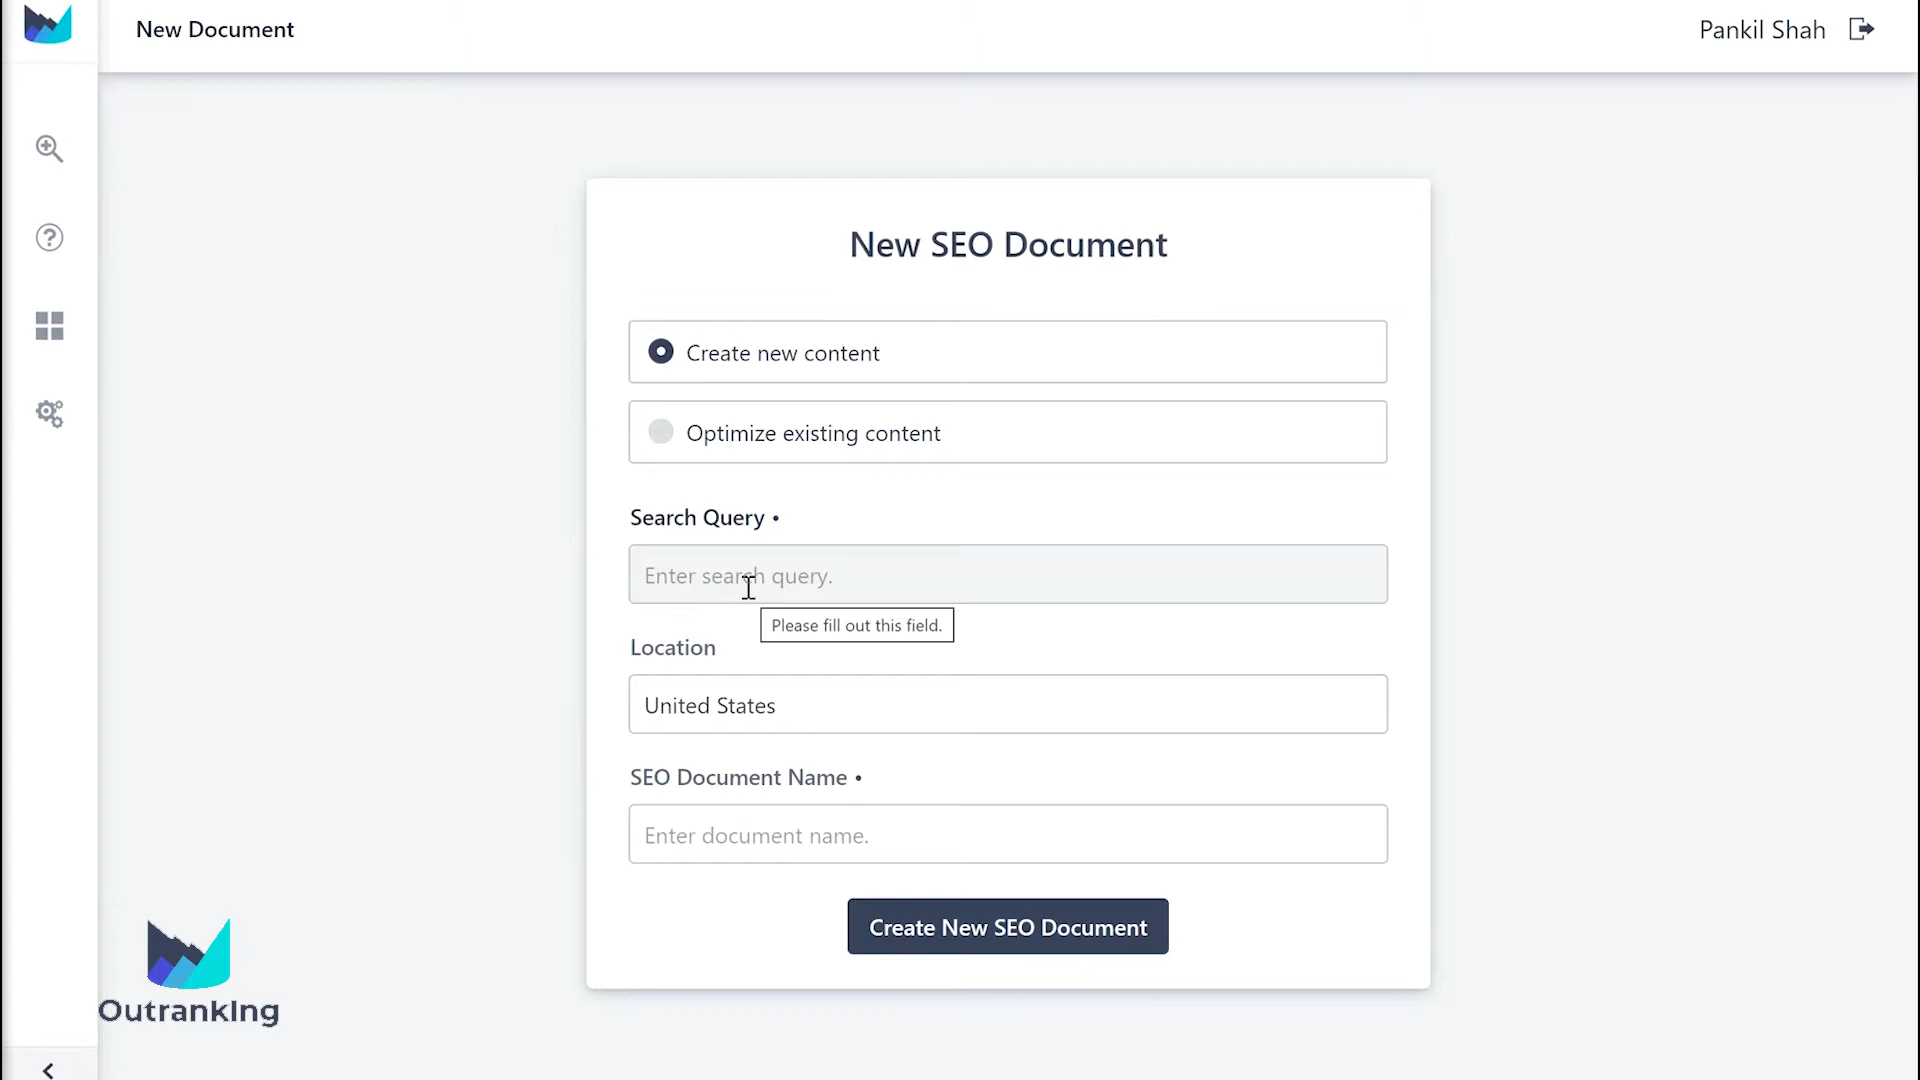 New Document
Pankil Shah
New SEO Document
Create new content
Optimize existing content
Search Query •
Enter search query.
Please fill out this field.
Location
United States
SEO Document Name •
Enter document name.
Create New SEO Document
OutrankIng